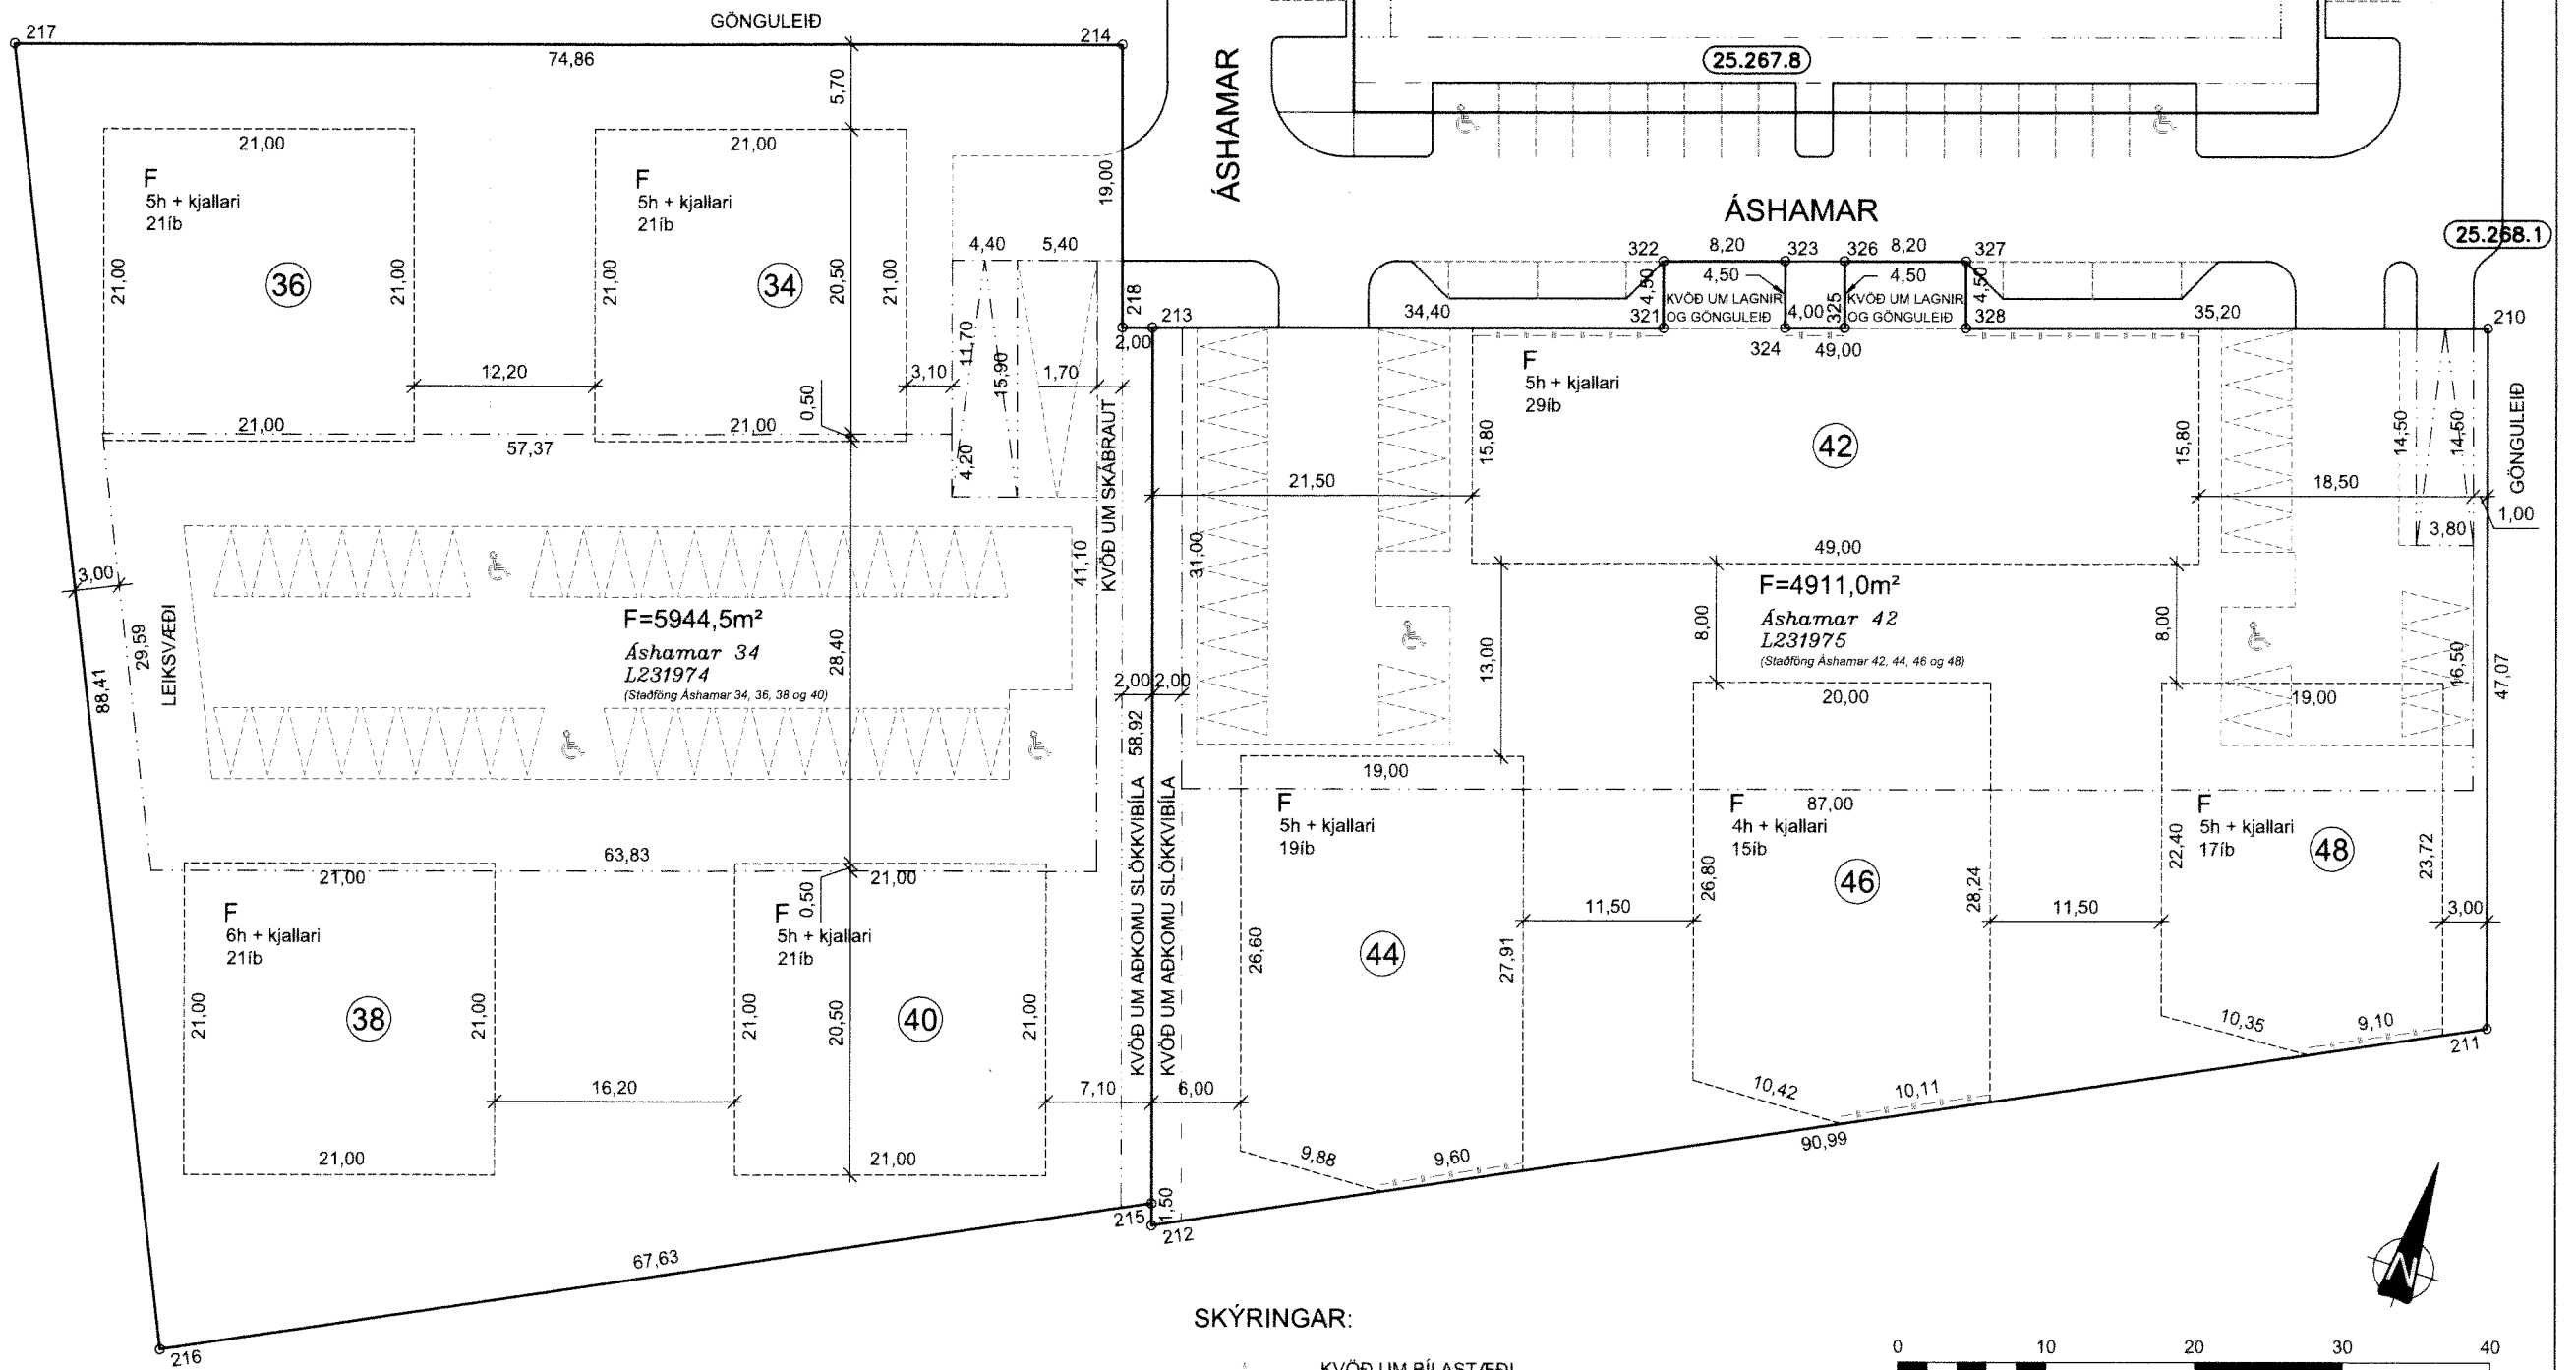 GÖNGULEIÐ
217
214
74,86
5,70
ÁSHAMAR
25.267.8
21,00
21,00
F
5h + kjallari
21íb
F
5h + kjallari
21íb
19,00
ÁSHAMAR
25.268.1
36
34
21,00
21,00
21,00
20,50
21,00
4,40
5,40
322
8,20
323
326
8,20
327
4,50
4,50
4,50
4,50
KVÖÐ UM LAGNIR
OG GÖNGULEIÐ
KVÖÐ UM LAGNIR
OG GÖNGULEIÐ
218
213
34,40
321
4,00
325
328
35,20
210
2,00
324
49,00
11,70
15,90
12,20
3,10
1,70
0,50
21,00
21,00
57,37
4,20
KVÖÐ UM SKÁBRAUT
F
5h + kjallari
29íb
42
15,80
15,80
14,50
14,50
GÖNGULEIÐ
21,50
18,50
1,00
3,80
41,10
31,00
49,00
3,00
29,59
LEIKSVÆÐI
88,41
F=5944,5m²
Áshamar 34
L231974
(Staðföng Áshamar 34, 36, 38 og 40)
28,40
F=4911,0m²
Áshamar 42
L231975
(Staðföng Áshamar 42, 44, 46 og 48)
8,00
8,00
13,00
16,50
47,07
2,00
2,00
20,00
19,00
58,92
19,00
KVÖÐ UM AÐKOMU SLÖKKVIBÍLA
KVÖÐ UM AÐKOMU SLÖKKVIBÍLA
F
5h + kjallari
19íb
F
4h + kjallari
15íb
87,00
F
5h + kjallari
17íb
48
63,83
21,00
21,00
0,50
F
6h + kjallari
21íb
F
5h + kjallari
21íb
26,80
46
28,24
22,40
23,72
11,50
11,50
3,00
26,60
44
27,91
38
40
21,00
21,00
21,00
20,50
21,00
10,35
9,10
211
16,20
7,10
6,00
10,42
10,11
21,00
21,00
9,88
9,60
90,99
215
1,50
212
67,63
216
N
SKÝRINGAR:
KVÖÐ UM BÍLASTÆÐI
0 10 20 30 40